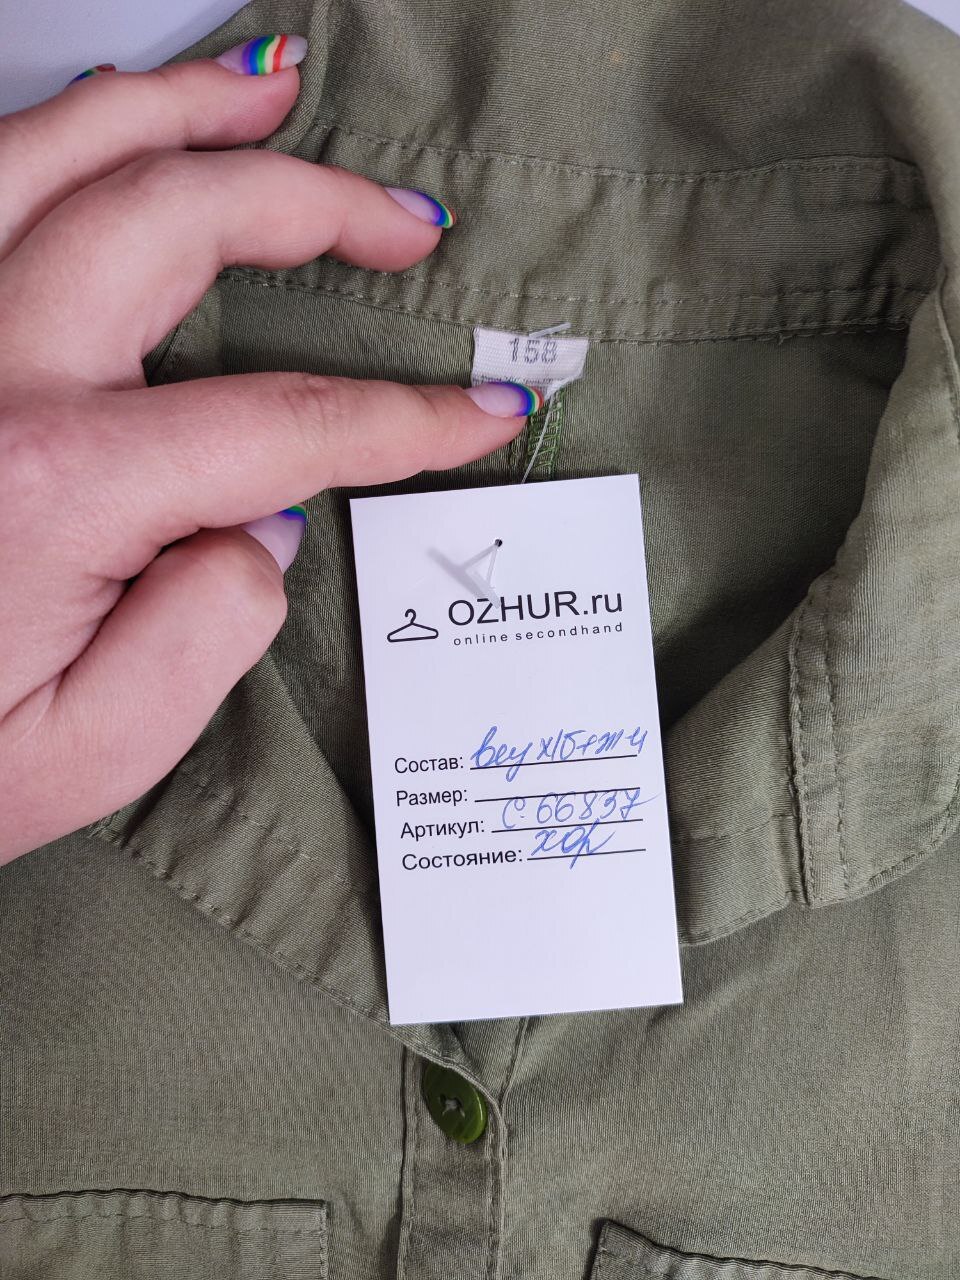 158
OZHUR.ru
online secondhand
Состав: х/б+
Размер:
Артикул: С-66837
Состояние: хор